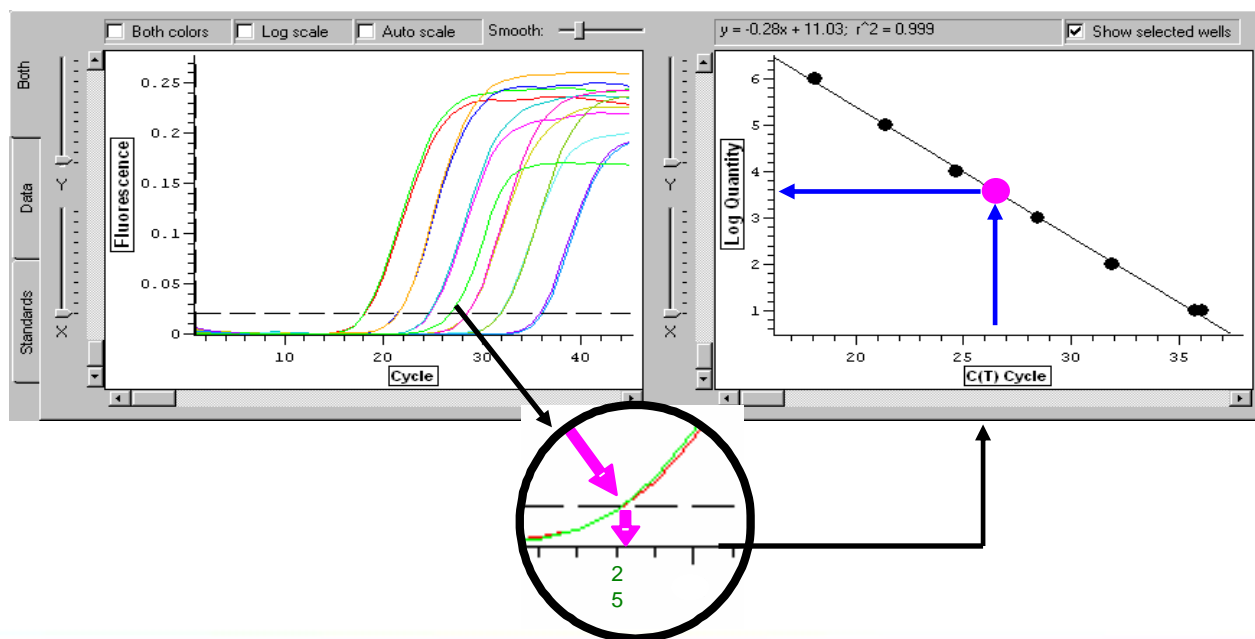 Both colors
Log scale
Auto scale
Smooth:
y = -0.28x + 11.03; r^2 = 0.999
Show selected wells
Both
Data
Standards
Y
X
Fluorescence
0.25
0.2
0.15
0.1
0.05
0
10
20
30
40
Cycle
Y
X
Log Quantity
6
5
4
3
2
1
20
25
30
35
C(T) Cycle
2
5